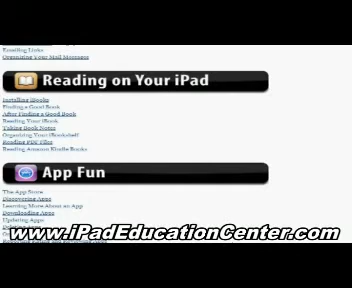 Emailing Links
Organizing Your Mail Messages
Reading on Your iPad
Installing iBooks
Finding a Good Book
After Finding a Good Book
Reading Your iBook
Taking Book Notes
Organizing Your iBookshelf
Reading PDF Files
Reading Amazon Kindle Books
App Fun
The App Store
Discovering Apps
Learning More About an App
Downloading Apps
Updating Apps
www.iPadEducationCenter.com